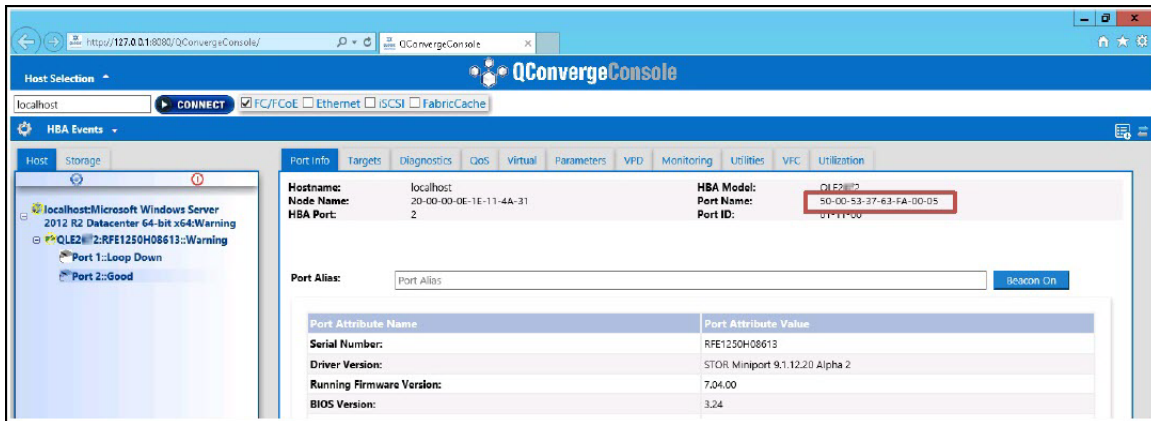 http://127.0.0.1:8080/QConvergeConsole/
QConvergeConsole
Host Selection
QConvergeConsole
localhost
CONNECT
FC/FCoE
Ethernet
iSCSI
FabricCache
HBA Events
Host
Storage
Port Info
Targets
Diagnostics
QoS
Virtual
Parameters
VPD
Monitoring
Utilities
VFC
Utilization
localhost:Microsoft Windows Server
2012 R2 Datacenter 64-bit x64:Warning
2:RFE1250H08613::Warning
Port 1::Loop Down
Port 2::Good
Hostname: localhost
HBA Model:
Node Name: 20-00-00-0E-1E-11-4A-31
Port Name: 50-00-53-37-63-FA-00-05
HBA Port: 2
Port ID: 01-11-00
Port Alias:
Port Alias
Beacon On
Port Attribute Name Port Attribute Value
Serial Number: RFE1250H08613
Driver Version: STOR Miniport 9.1.12.20 Alpha 2
Running Firmware Version: 7.04.00
BIOS Version: 3.24